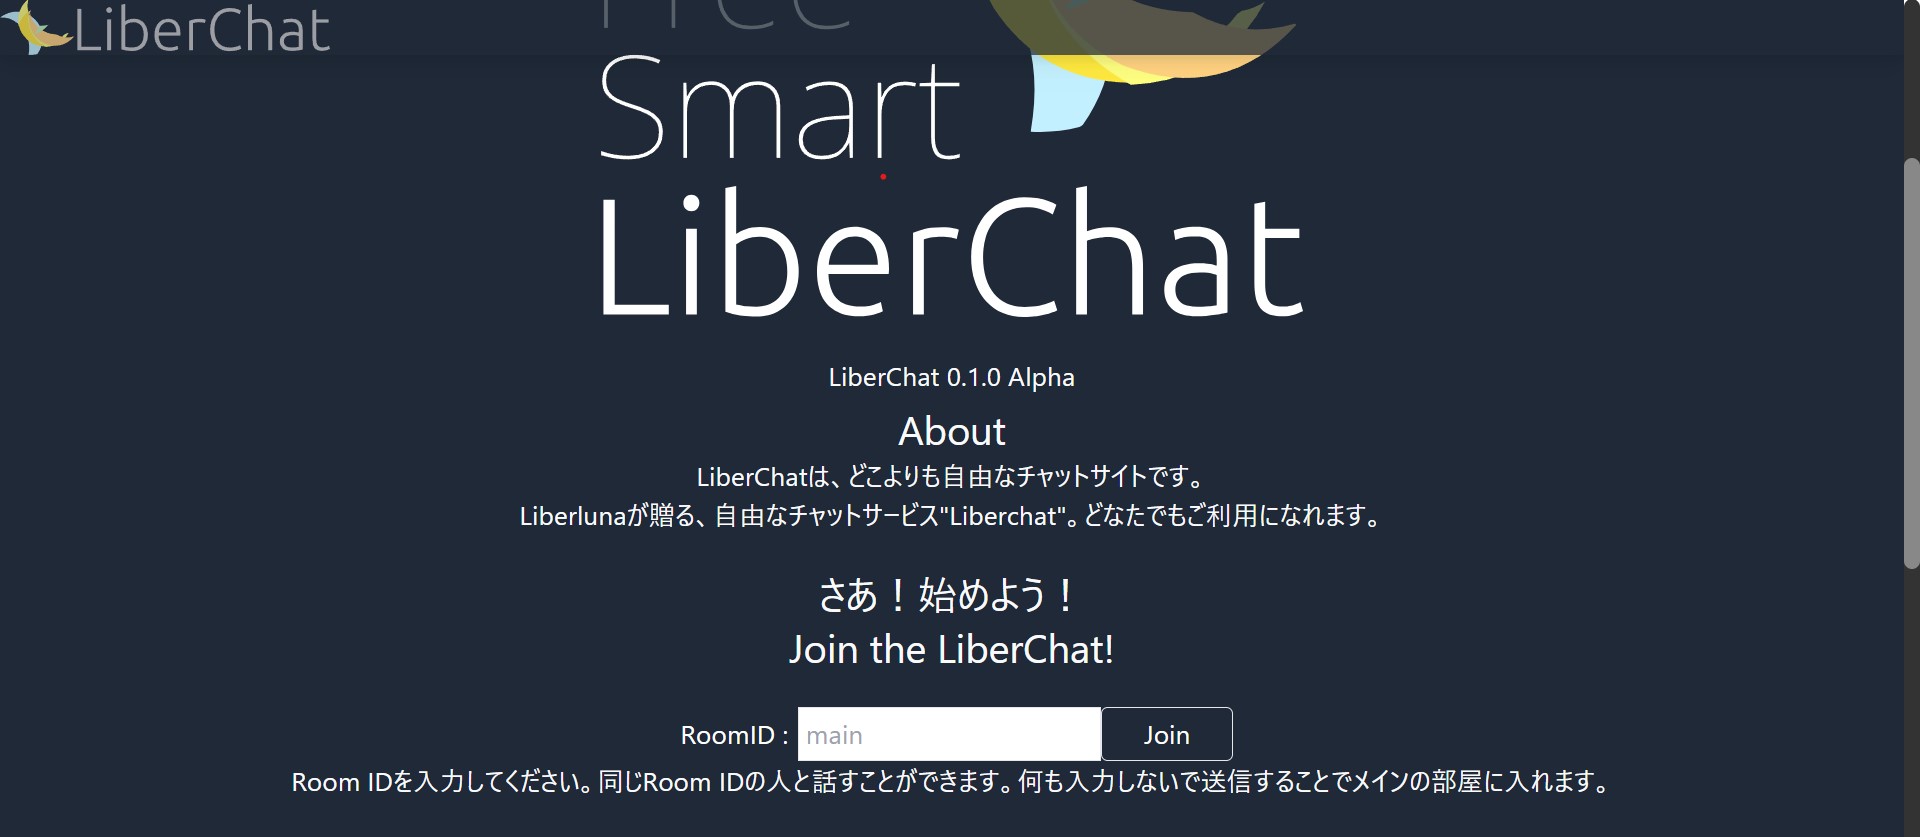 LiberChat
Free
Smart
LiberChat
LiberChat 0.1.0 Alpha
About
LiberChatは、どこよりも自由なチャットサイトです。
Liberlunaが贈る、自由なチャットサービス"Liberchat"。どなたでもご利用になれます。
さあ！始めよう！
Join the LiberChat!
RoomID : main Join
Room IDを入力してください。同じRoom IDの人と話すことができます。何も入力しないで送信することでメインの部屋に入れます。